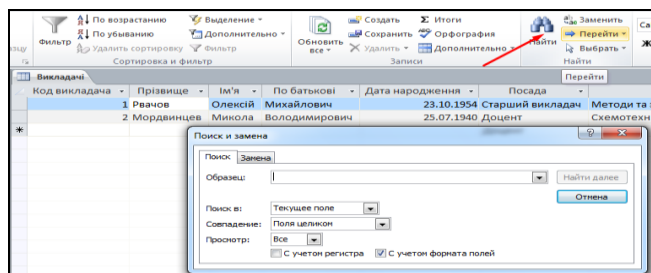 По возрастанию Выделение Создать Σ Итоги Заменить Са
По убыванию Дополнительно Сохранить Орфография Перейти
Фильтр Удалить сортировку Фильтр Обновить все Удалить Дополнительно Найти Выбрать Ж
Сортировка и фильтр Записи Найти
Викладачі Перейти
Код викладача Прізвище Ім'я По батькові Дата народження Посада
1 Рвачов Олексій Михайлович 23.10.1954 Старший викладач Методи та
2 Мордвинцев Микола Володимирович 25.07.1940 Доцент Схемотехн
Поиск и замена
Поиск Замена
Образец: Найти далее
Отмена
Поиск в: Текущее поле
Совпадение: Поля целиком
Просмотр: Все
С учетом регистра С учетом формата полей